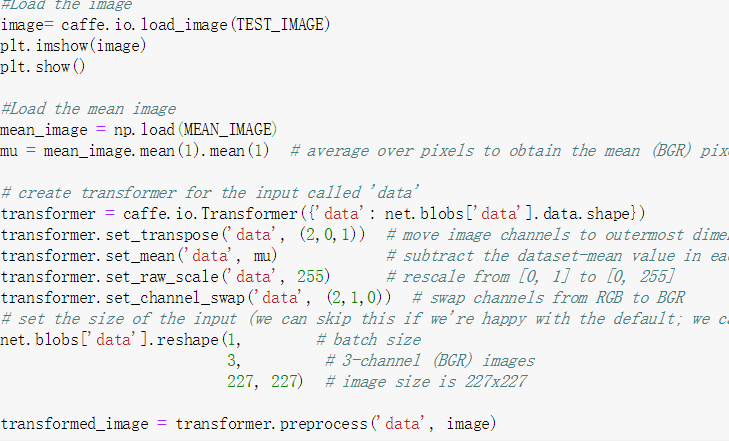 #Load the image
image= caffe.io.load_image(TEST_IMAGE)
plt.imshow(image)
plt.show()
#Load the mean image
mean_image = np.load(MEAN_IMAGE)
mu = mean_image.mean(1).mean(1)  # average over pixels to obtain the mean (BGR)
# create transformer for the input called 'data'
transformer = caffe.io.Transformer({'data': net.blobs['data'].data.shape})
transformer.set_transpose('data', (2,0,1))  # move image channels to outermost
transformer.set_mean('data', mu)            # subtract the dataset-mean value in
transformer.set_raw_scale('data', 255)      # rescale from [0, 1] to [0, 255]
transformer.set_channel_swap('data', (2,1,0))  # swap channels from RGB to BGR
# set the size of the input (we can skip this if we're happy with the default; we
net.blobs['data'].reshape(1,        # batch size
                          3,         # 3-channel (BGR) images
                          227, 227)  # image size is 227x227
transformed_image = transformer.preprocess('data', image)